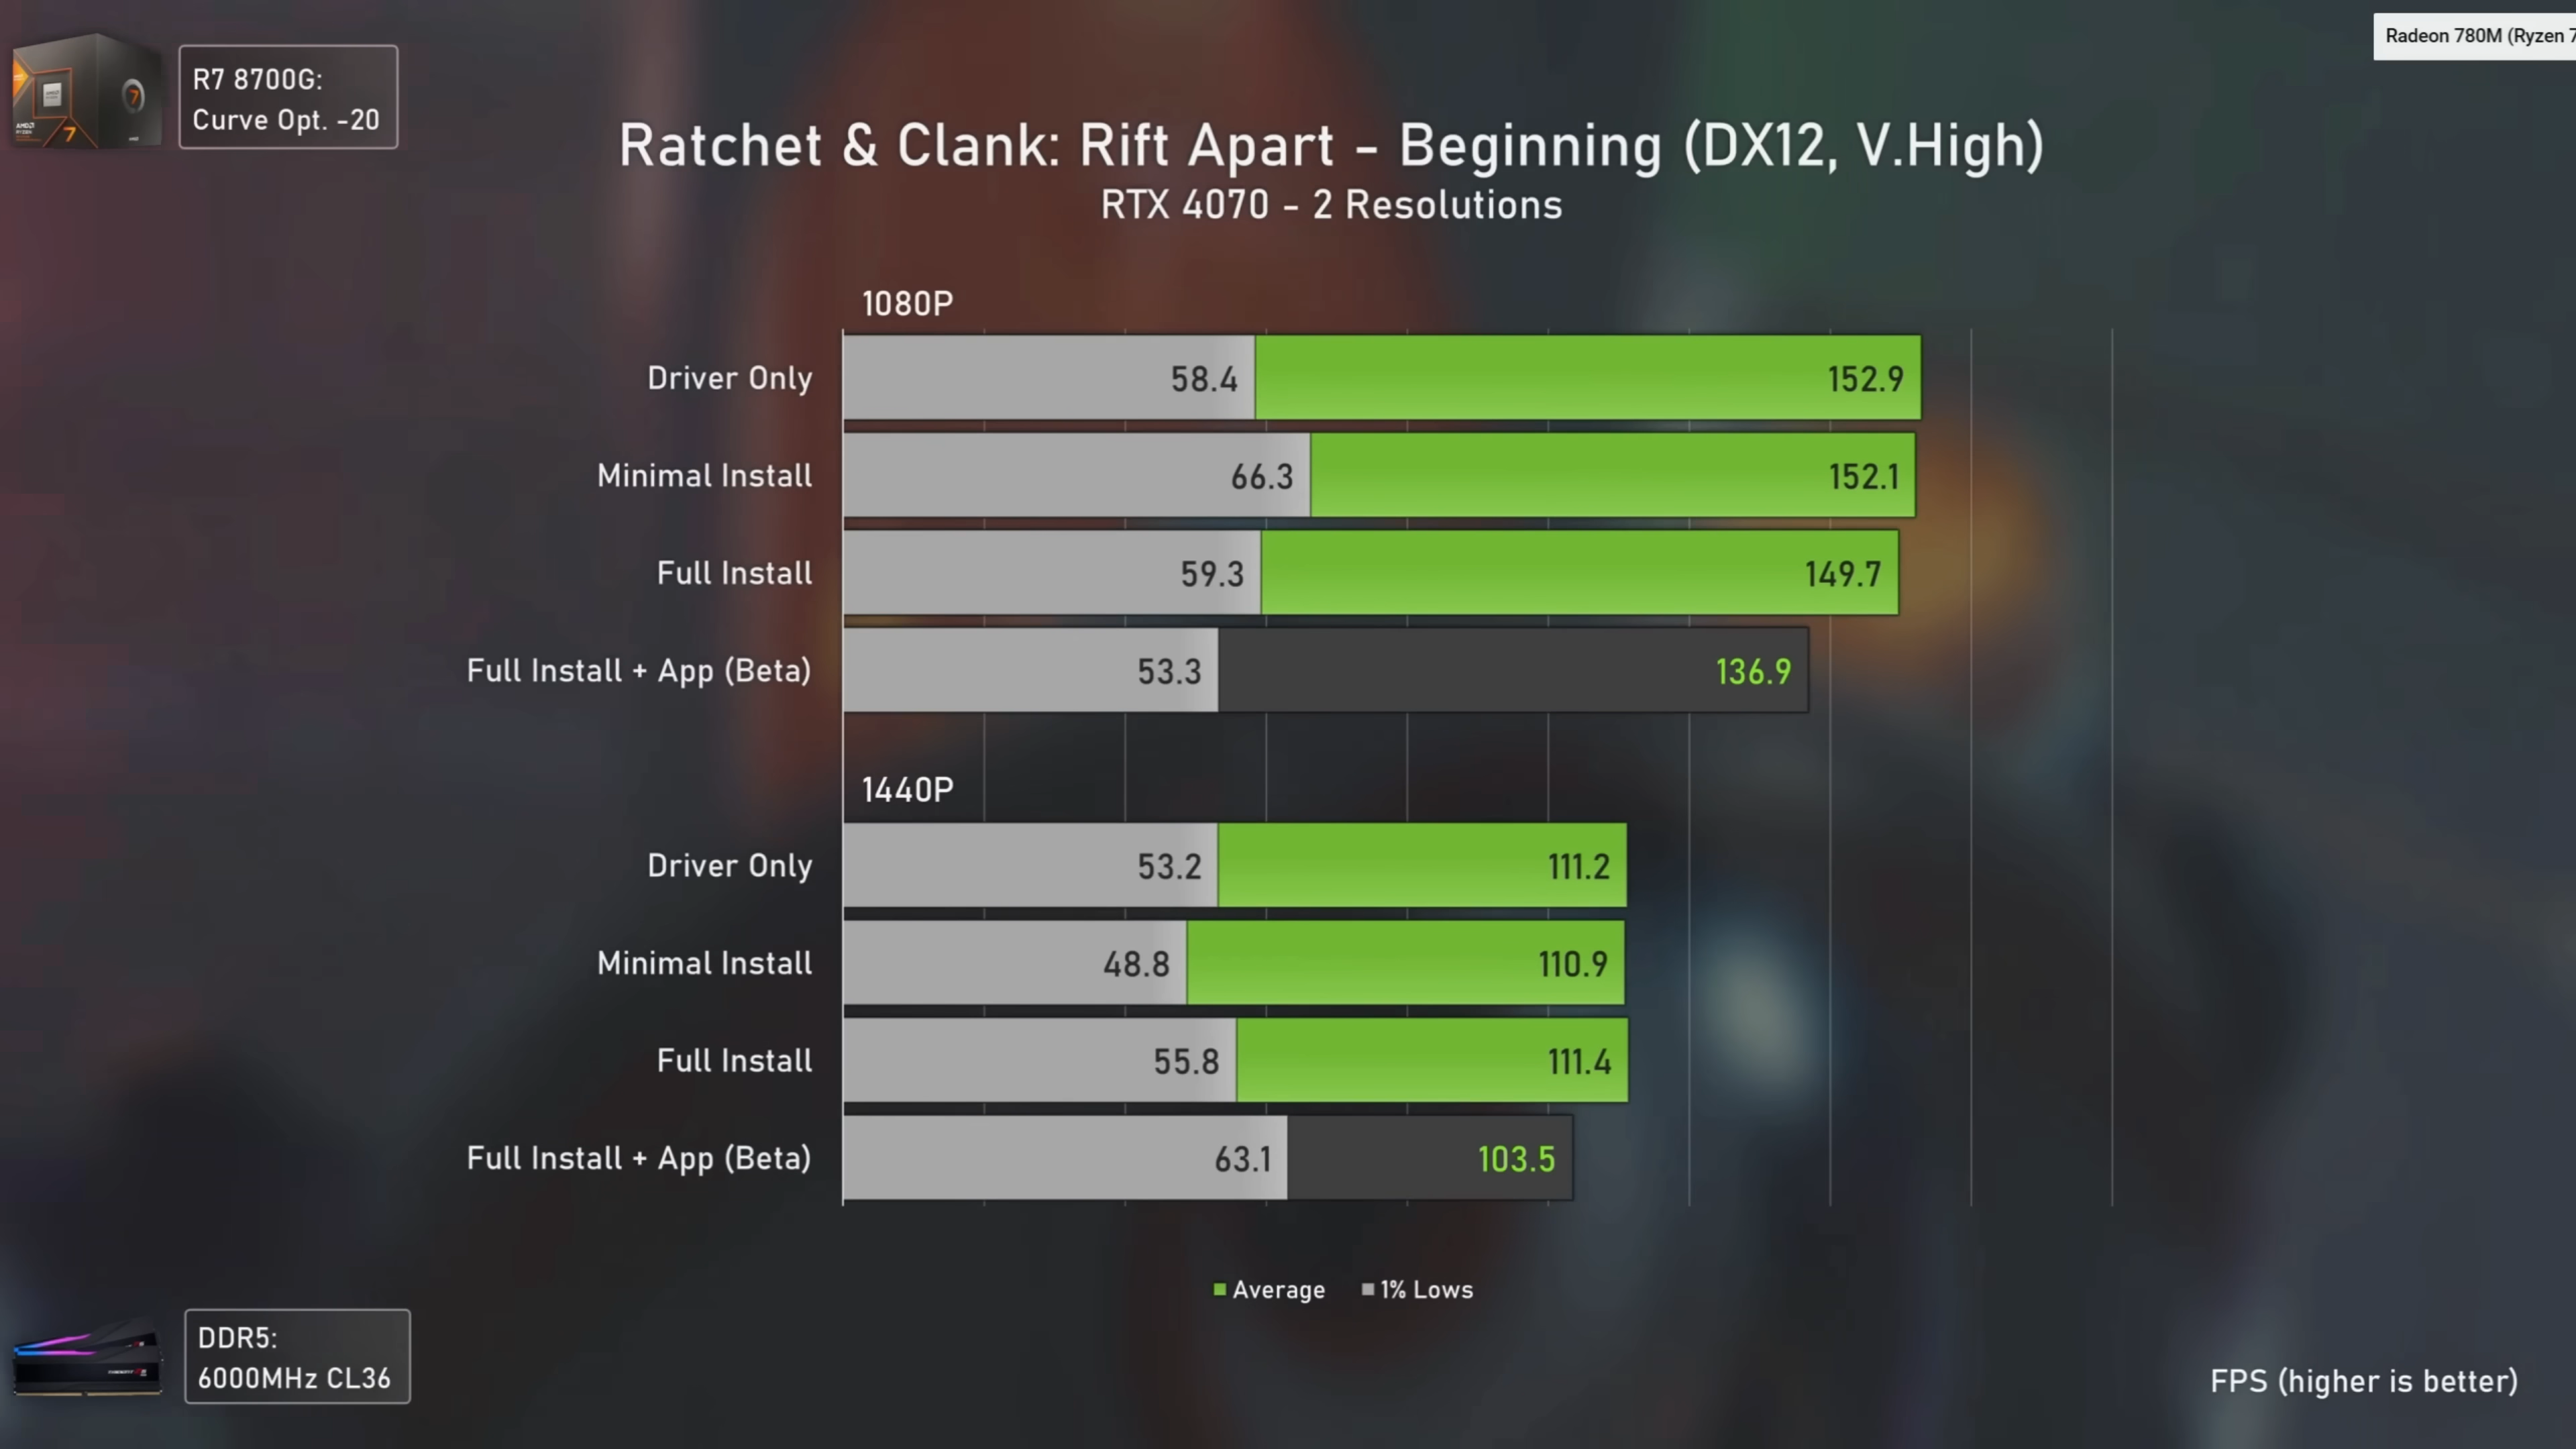 Radeon 780M (Ryzen 7
R7 8700G:
Curve Opt. -20
Ratchet & Clank: Rift Apart - Beginning (DX12, V.High)
RTX 4070 - 2 Resolutions
1080P
Driver Only 58.4 152.9
Minimal Install 66.3 152.1
Full Install 59.3 149.7
Full Install + App (Beta) 53.3 136.9
1440P
Driver Only 53.2 111.2
Minimal Install 48.8 110.9
Full Install 55.8 111.4
Full Install + App (Beta) 63.1 103.5
Average 1% Lows
DDR5:
6000MHz CL36
FPS (higher is better)